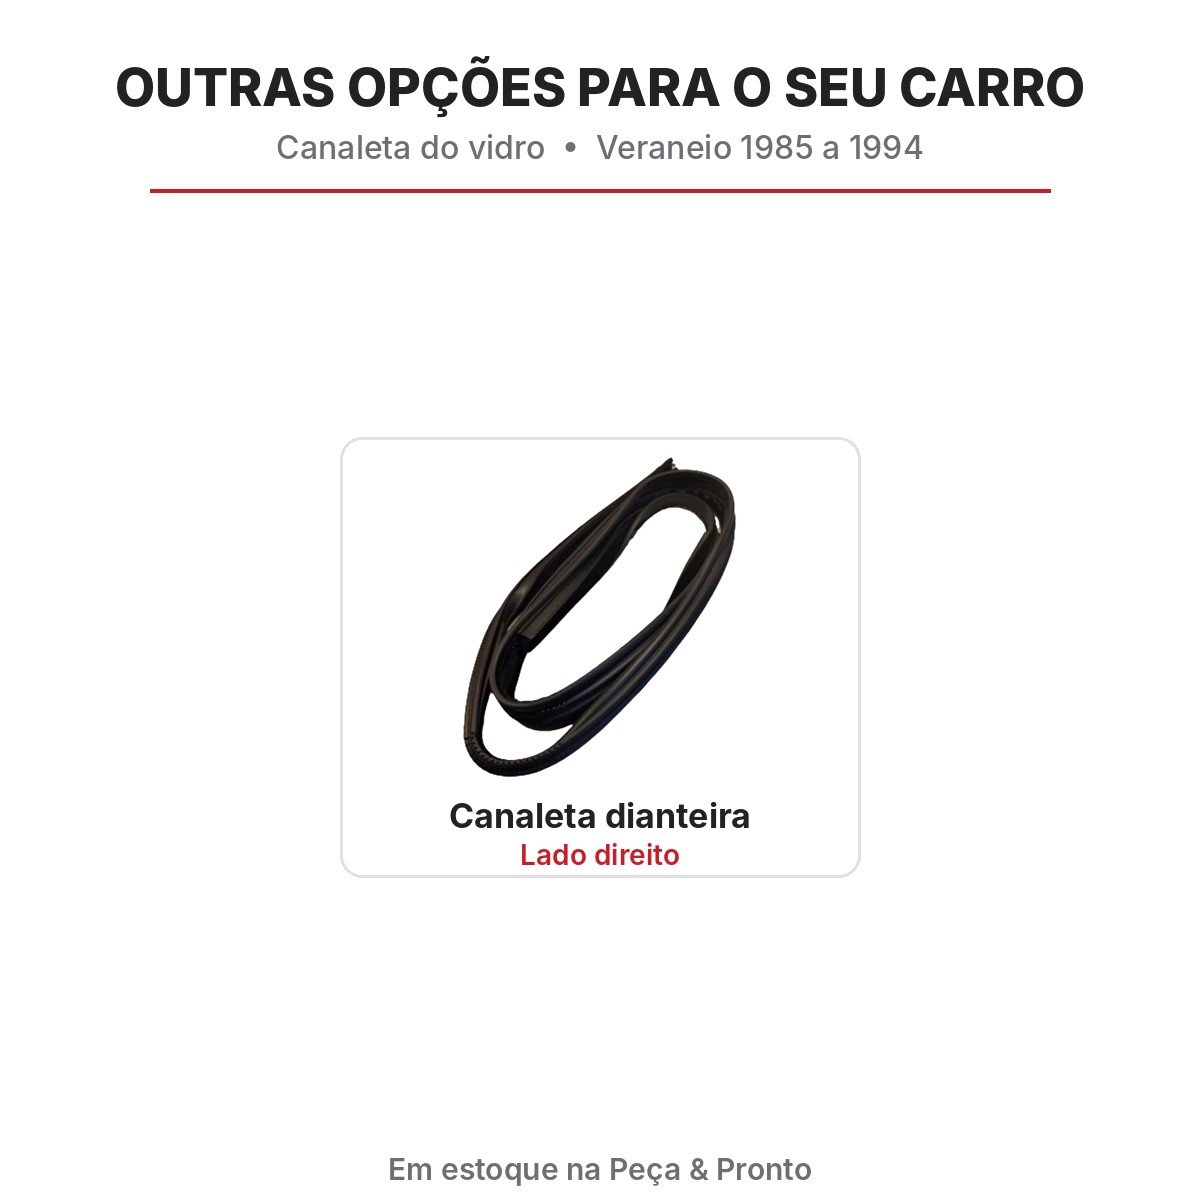 OUTRAS OPÇÕES PARA O SEU CARRO
Canaleta do vidro • Veraneio 1985 a 1994
Canaleta dianteira
Lado direito
Em estoque na Peça & Pronto